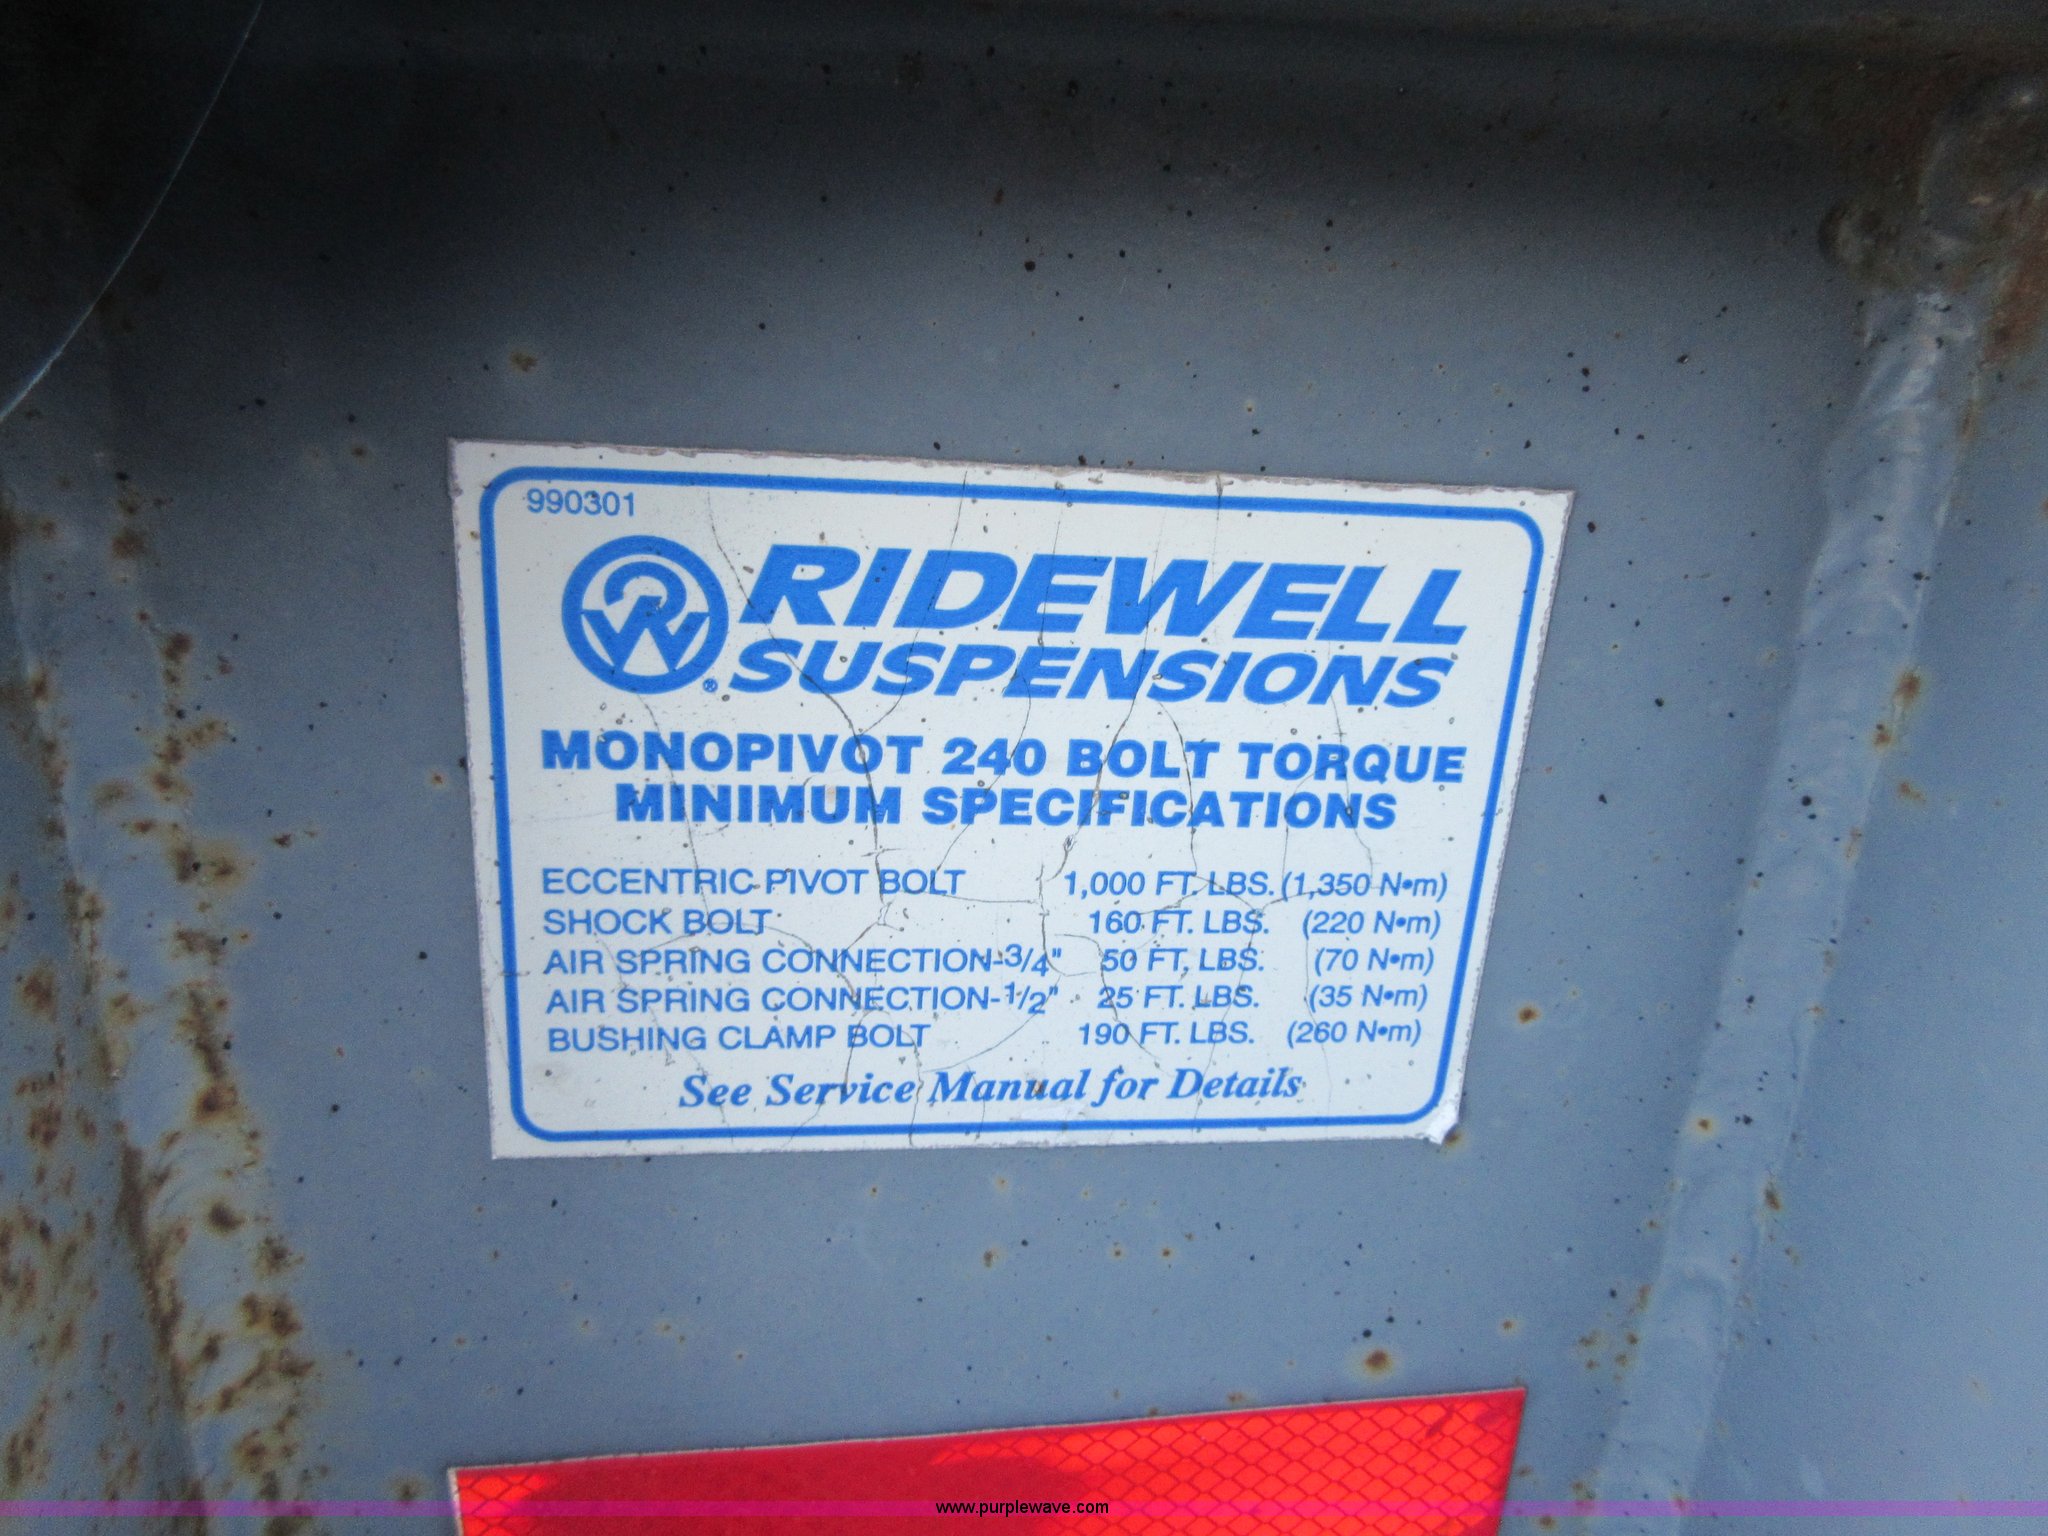 990301
RIDEWELL
SUSPENSIONS
MONOPIVOT 240 BOLT TORQUE
MINIMUM SPECIFICATIONS
ECCENTRIC PIVOT BOLT 1,000 FT. LBS. (1,350 N•m)
SHOCK BOLT 160 FT. LBS. (220 N•m)
AIR SPRING CONNECTION-3/4" 50 FT. LBS. (70 N•m)
AIR SPRING CONNECTION-1/2" 25 FT. LBS. (35 N•m)
BUSHING CLAMP BOLT 190 FT. LBS. (260 N•m)
See Service Manual for Details
www.purplewave.com